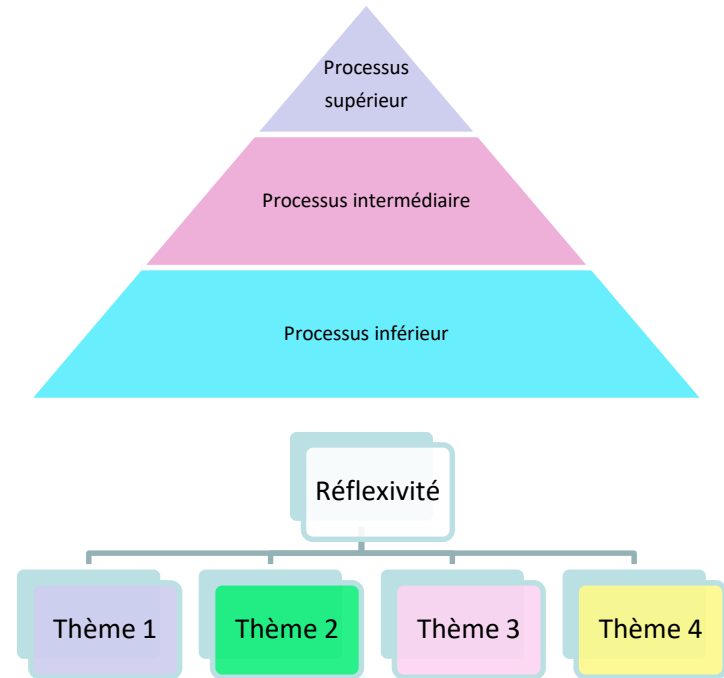 Processus
supérieur
Processus intermédiaire
Processus inférieur
Réflexivité
Thème 1
Thème 2
Thème 3
Thème 4